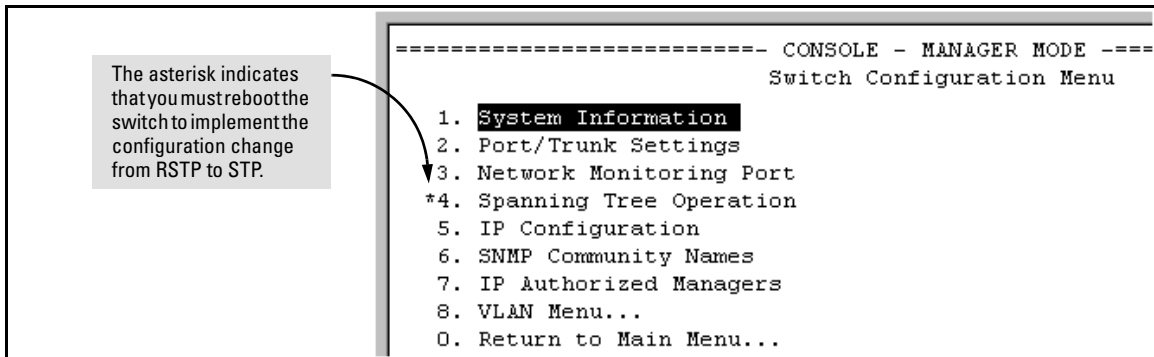 The asterisk indicates
that you must reboot the
switch to implement the
configuration change
from RSTP to STP.
==========================- CONSOLE - MANAGER MODE -===
Switch Configuration Menu
1. System Information
2. Port/Trunk Settings
3. Network Monitoring Port
*4. Spanning Tree Operation
5. IP Configuration
6. SNMP Community Names
7. IP Authorized Managers
8. VLAN Menu...
0. Return to Main Menu...